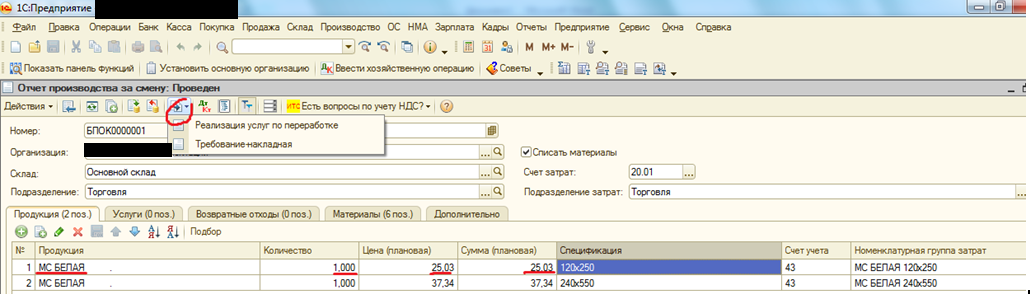 1С:Предприятие
Файл Правка Операции Банк Касса Покупка Продажа Склад Производство ОС НМА Зарплата Кадры Отчеты Предприятие Сервис Окна Справка
M M+ M-
Показать панель функций Установить основную организацию Ввести хозяйственную операцию Советы
Отчет производства за смену: Проведен
Действия Дт Кт ИТС Есть вопросы по учету НДС?
Реализация услуг по переработке
Требование-накладная
Номер: БПОК0000001
Организация: Списать материалы
Склад: Основной склад Счет затрат: 20.01
Подразделение: Торговля Подразделение затрат: Торговля
Продукция (2 поз.) Услуги (0 поз.) Возвратные отходы (0 поз.) Материалы (6 поз.) Дополнительно
Подбор
№ Продукция Количество Цена (плановая) Сумма (плановая) Спецификация Счет учета Номенклатурная группа затрат
1 МС БЕЛАЯ . 1,000 25,03 25,03 120х250 43 МС БЕЛАЯ 120х250
2 МС БЕЛАЯ . 1,000 37,34 37,34 240х550 43 МС БЕЛАЯ 240х550